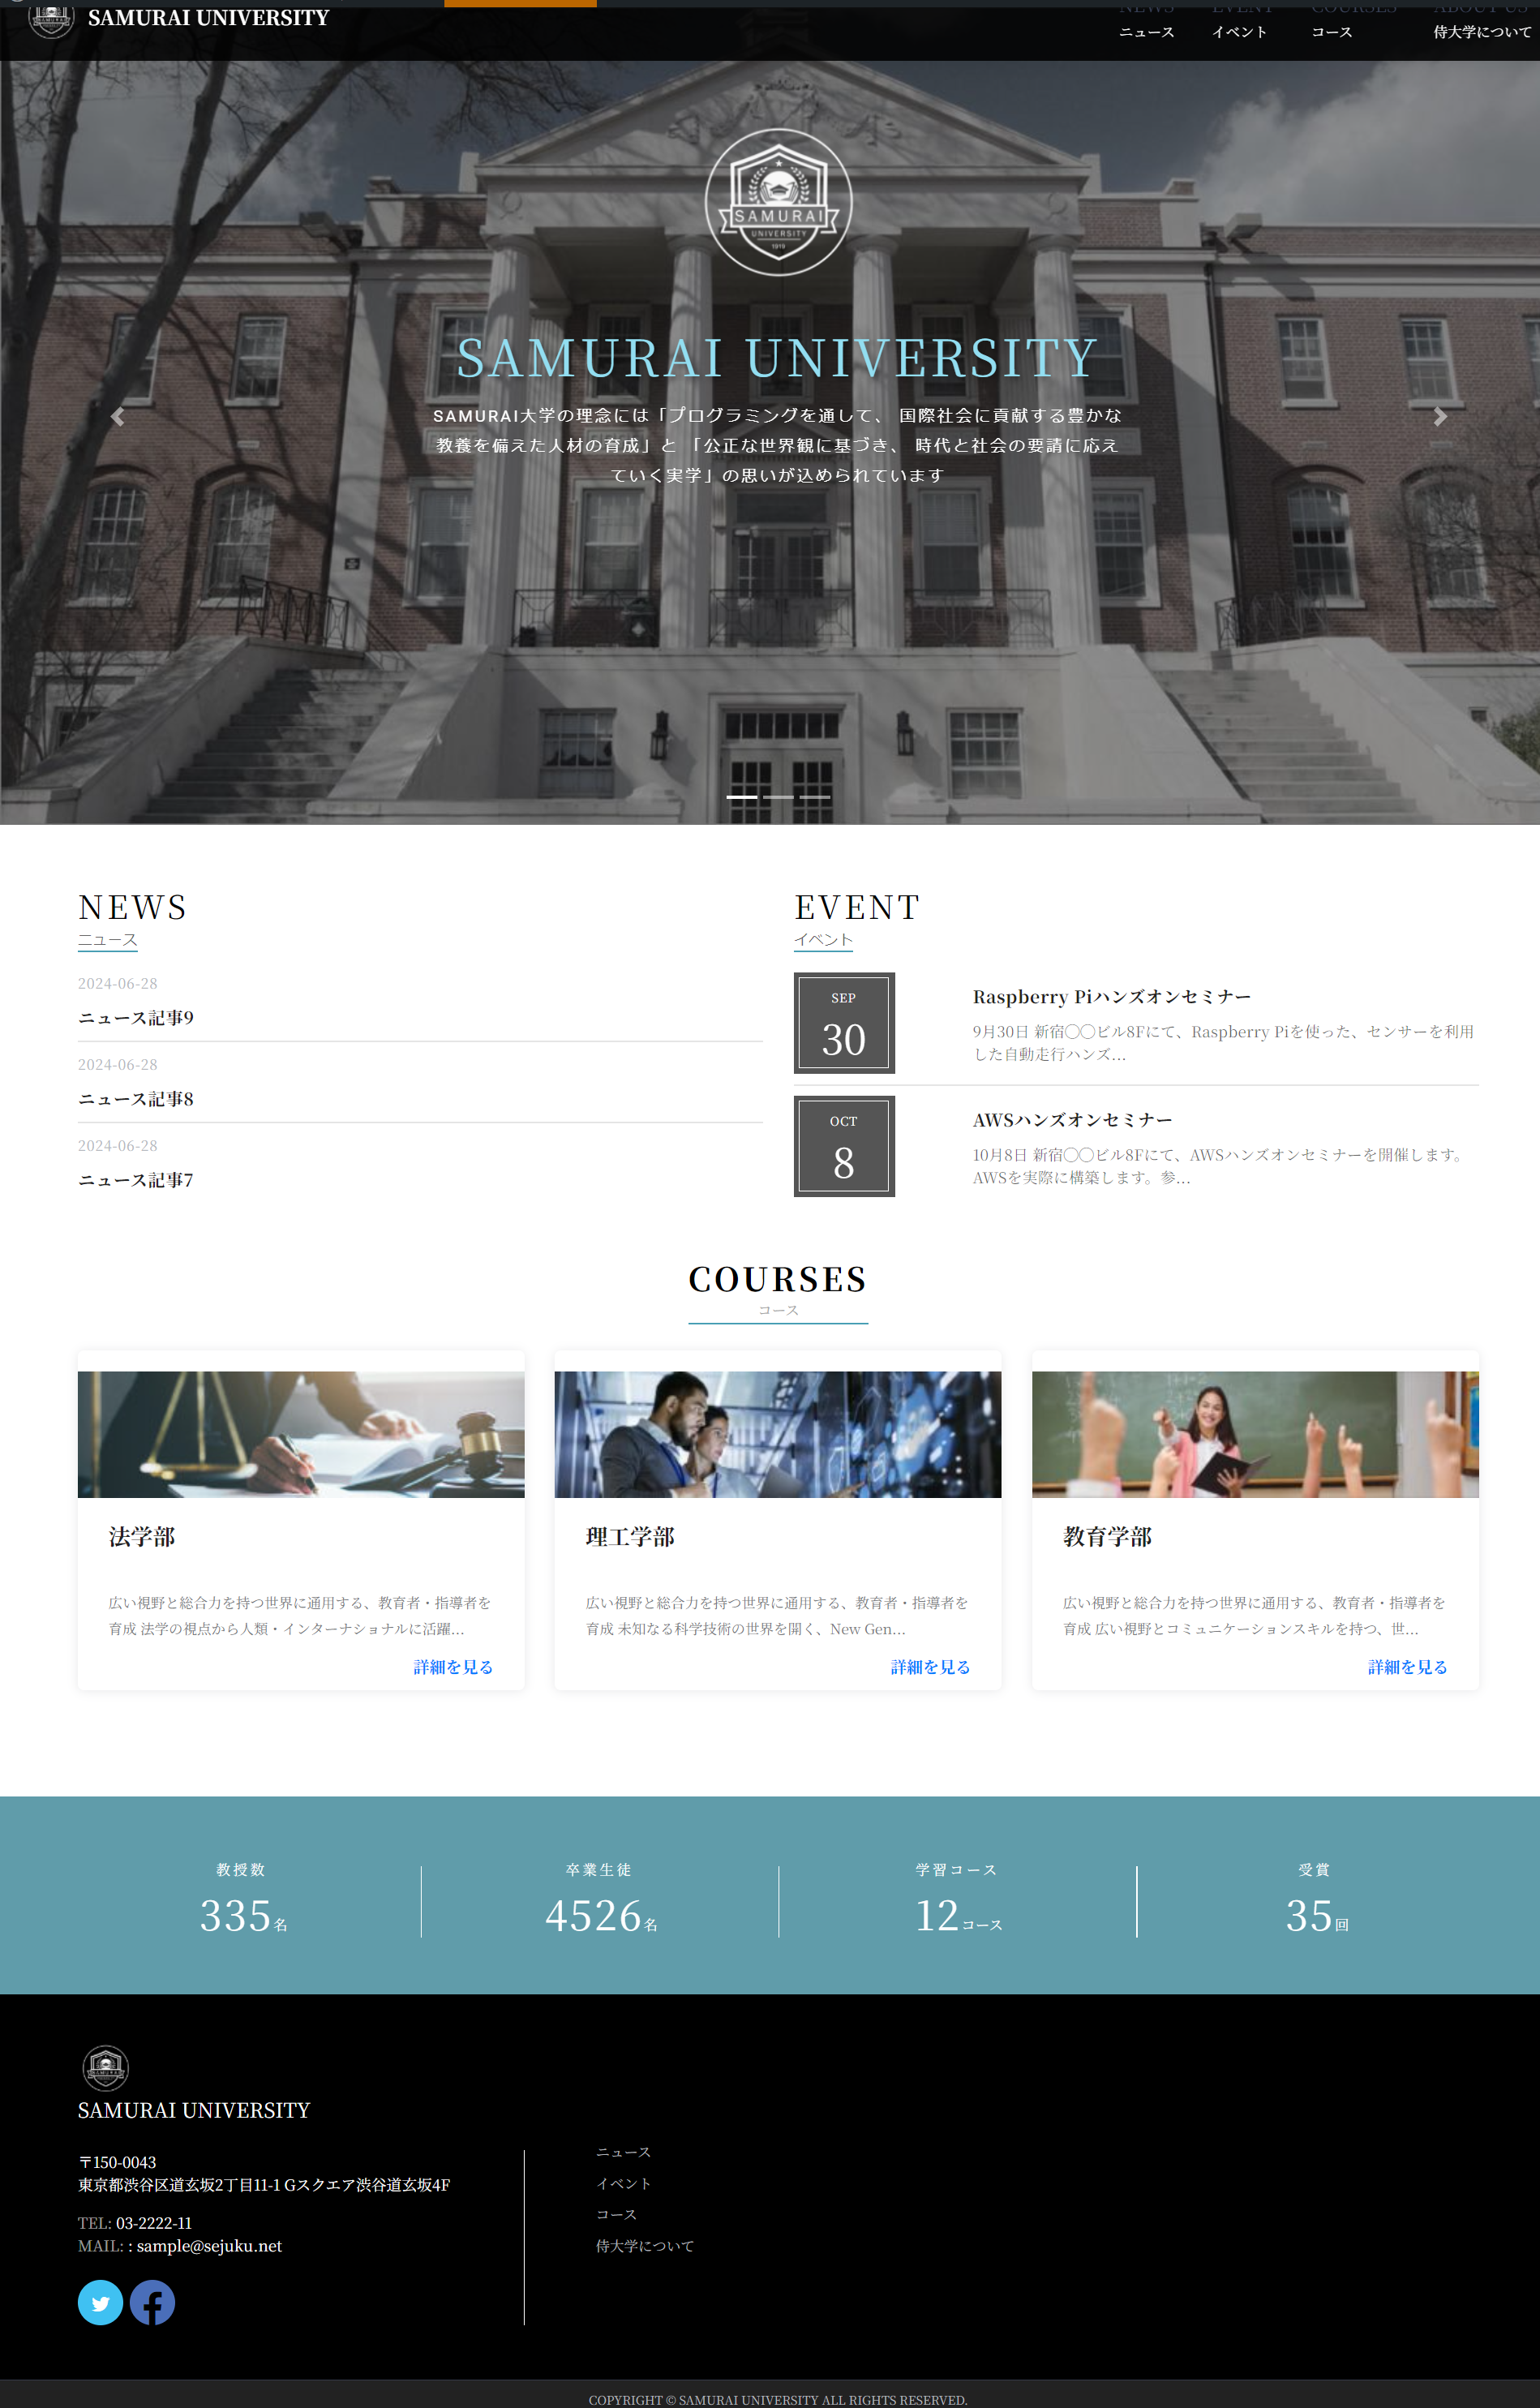 SAMURAI UNIVERSITY
NEWS EVENT COURSES ABOUT US
ニュース イベント コース 侍大学について
SAMURAI
UNIVERSITY
1919
SAMURAI UNIVERSITY
SAMURAI大学の理念には「プログラミングを通して、 国際社会に貢献する豊かな
教養を備えた人材の育成」と 「公正な世界観に基づき、 時代と社会の要請に応え
ていく実学」の思いが込められています
NEWS
ニュース
2024-06-28
ニュース記事9
2024-06-28
ニュース記事8
2024-06-28
ニュース記事7
EVENT
イベント
SEP
30
Raspberry Piハンズオンセミナー
9月30日 新宿◯◯ビル8Fにて、Raspberry Piを使った、センサーを利用
した自動走行ハンズ...
OCT
8
AWSハンズオンセミナー
10月8日 新宿◯◯ビル8Fにて、AWSハンズオンセミナーを開催します。
AWSを実際に構築します。参...
COURSES
コース
法学部
広い視野と総合力を持つ世界に通用する、教育者・指導者を
育成 法学の視点から人類・インターナショナルに活躍...
詳細を見る
理工学部
広い視野と総合力を持つ世界に通用する、教育者・指導者を
育成 未知なる科学技術の世界を開く、New Gen...
詳細を見る
教育学部
広い視野と総合力を持つ世界に通用する、教育者・指導者を
育成 広い視野とコミュニケーションスキルを持つ、世...
詳細を見る
教授数
335名
卒業生徒
4526名
学習コース
12コース
受賞
35回
SAMURAI
SAMURAI UNIVERSITY
〒150-0043
東京都渋谷区道玄坂2丁目11-1 Gスクエア渋谷道玄坂4F
TEL: 03-2222-11
MAIL: : sample@sejuku.net
ニュース
イベント
コース
侍大学について
COPYRIGHT © SAMURAI UNIVERSITY ALL RIGHTS RESERVED.